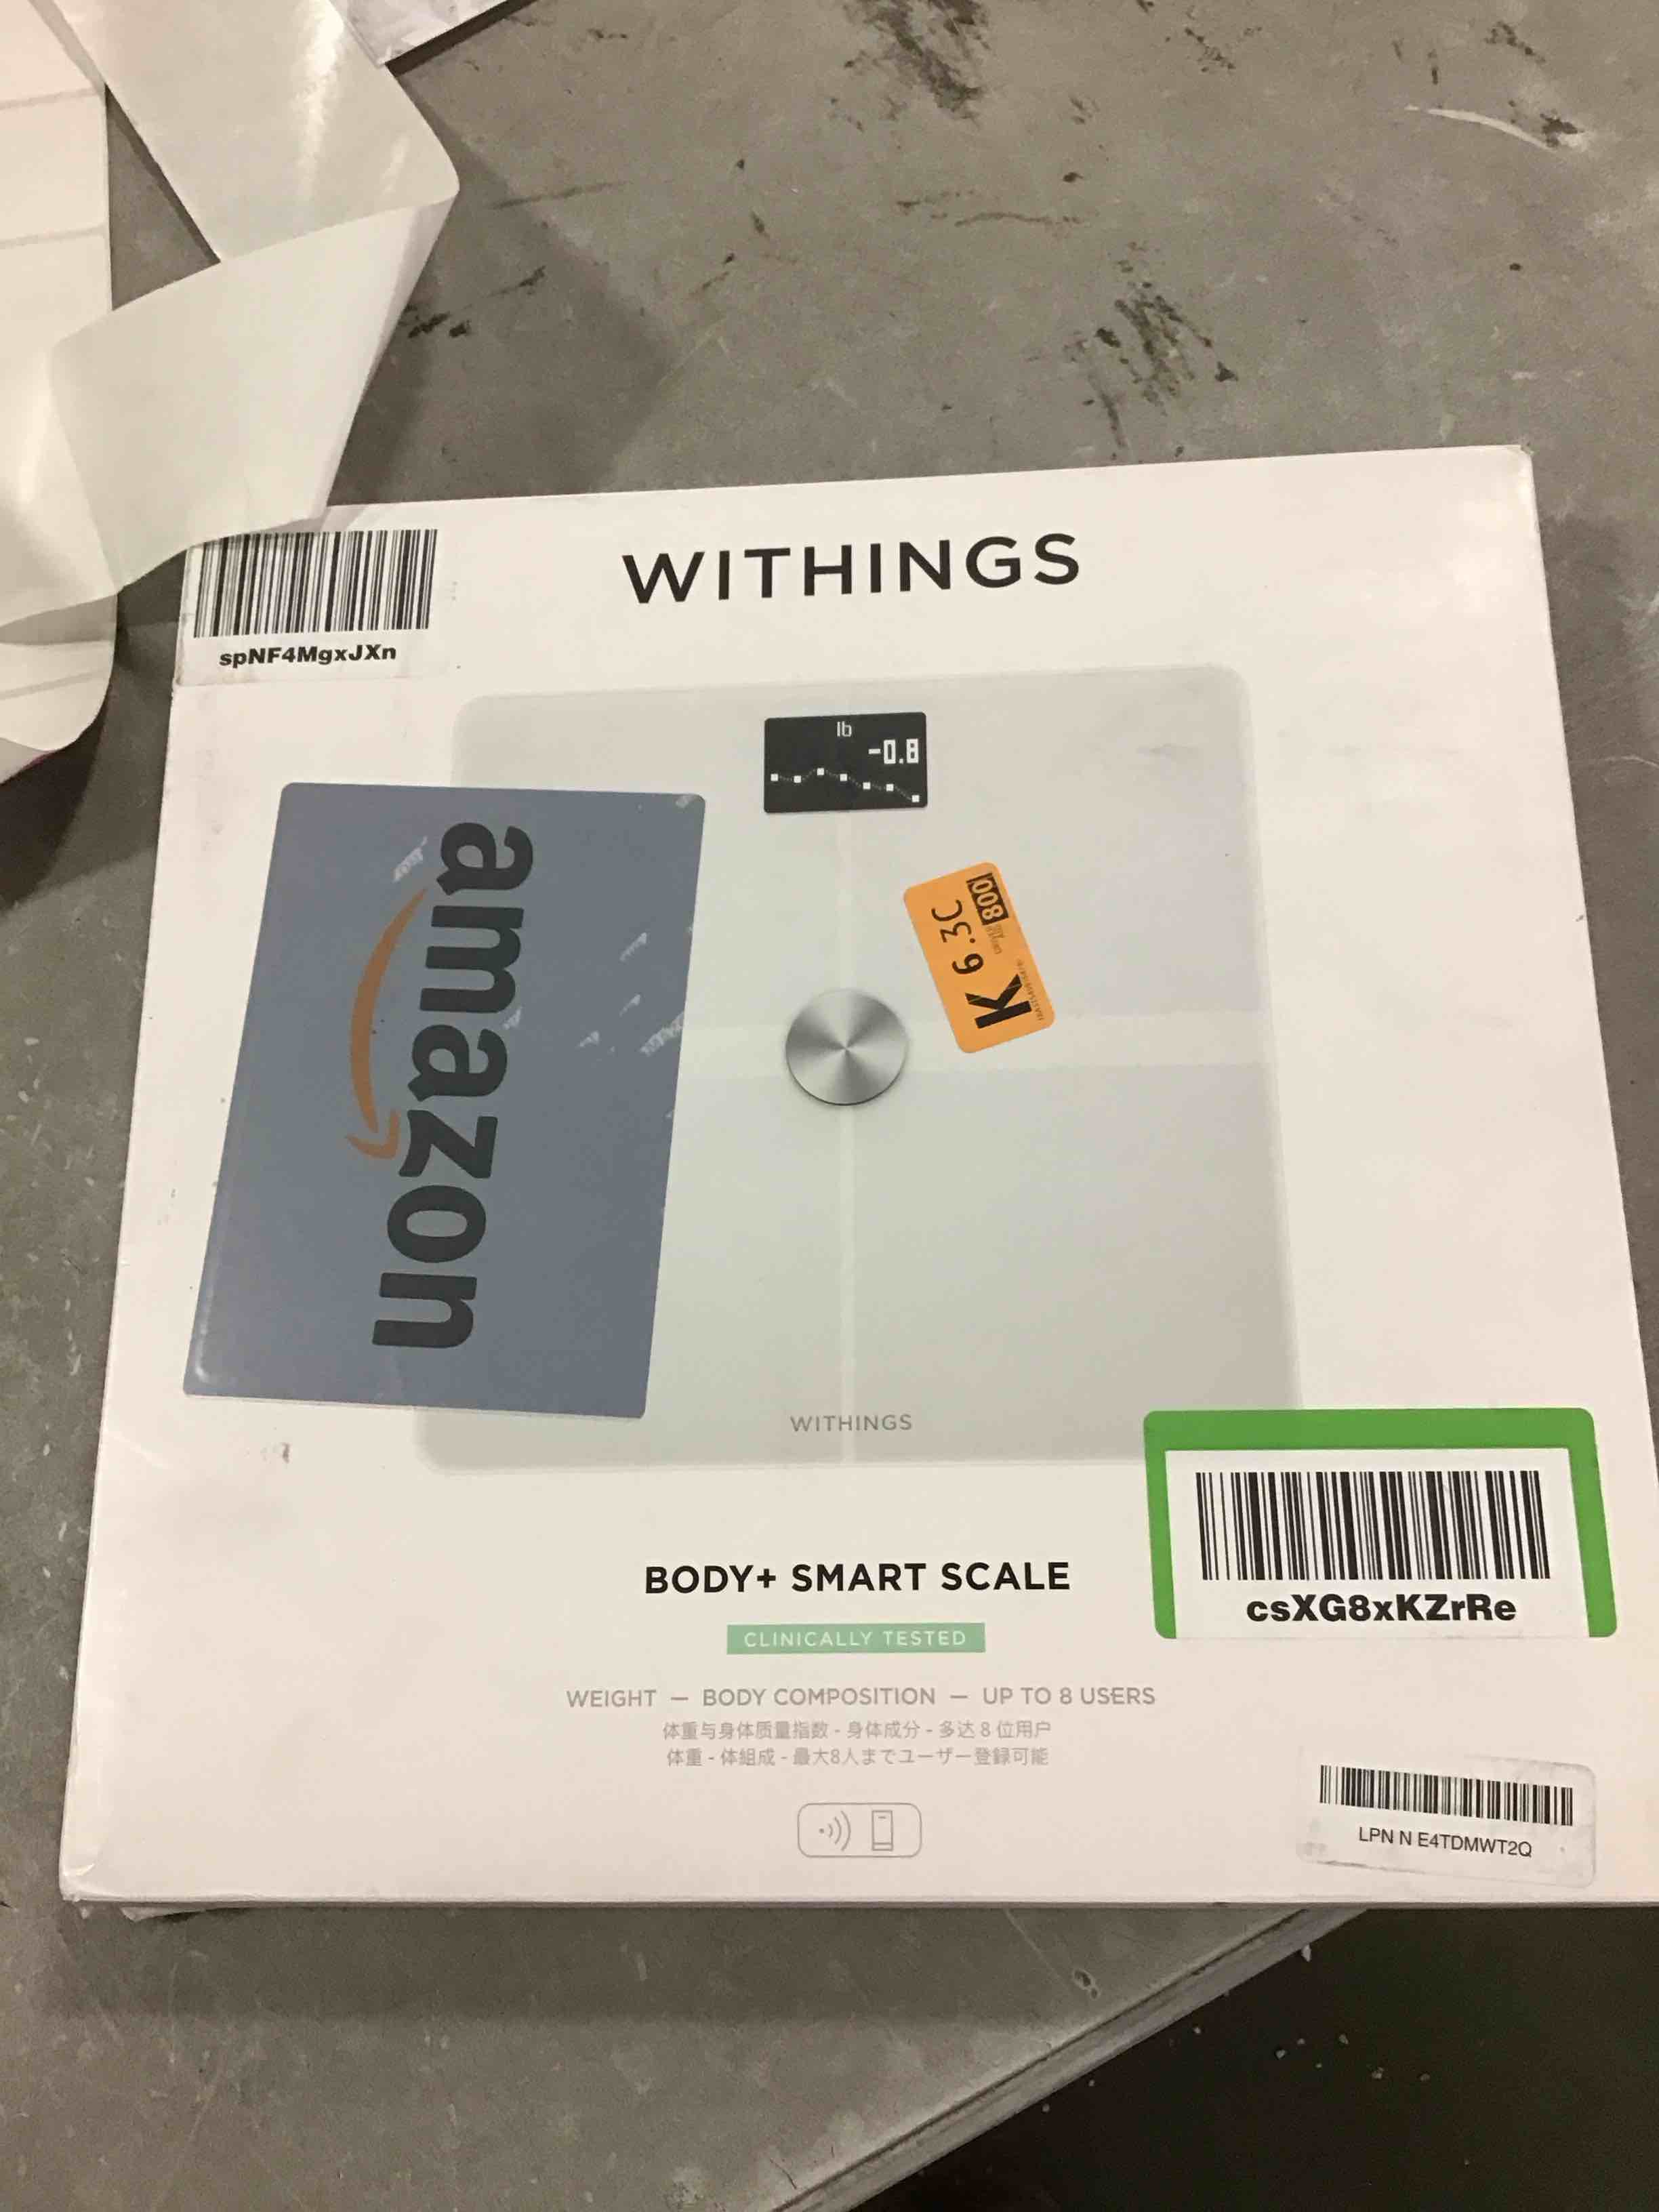 WITHINGS
spNF4MgxJXn
lb
-0.8
amazon
K 6.3C
800
WITHINGS
BODY+ SMART SCALE
CLINICALLY TESTED
csXG8xKZrRe
WEIGHT — BODY COMPOSITION — UP TO 8 USERS
体重与身体质量指数 - 身体成分 - 多达 8 位用户
体重 - 体組成 - 最大8人までユーザー登録可能
LPN N E4TDMWT2Q